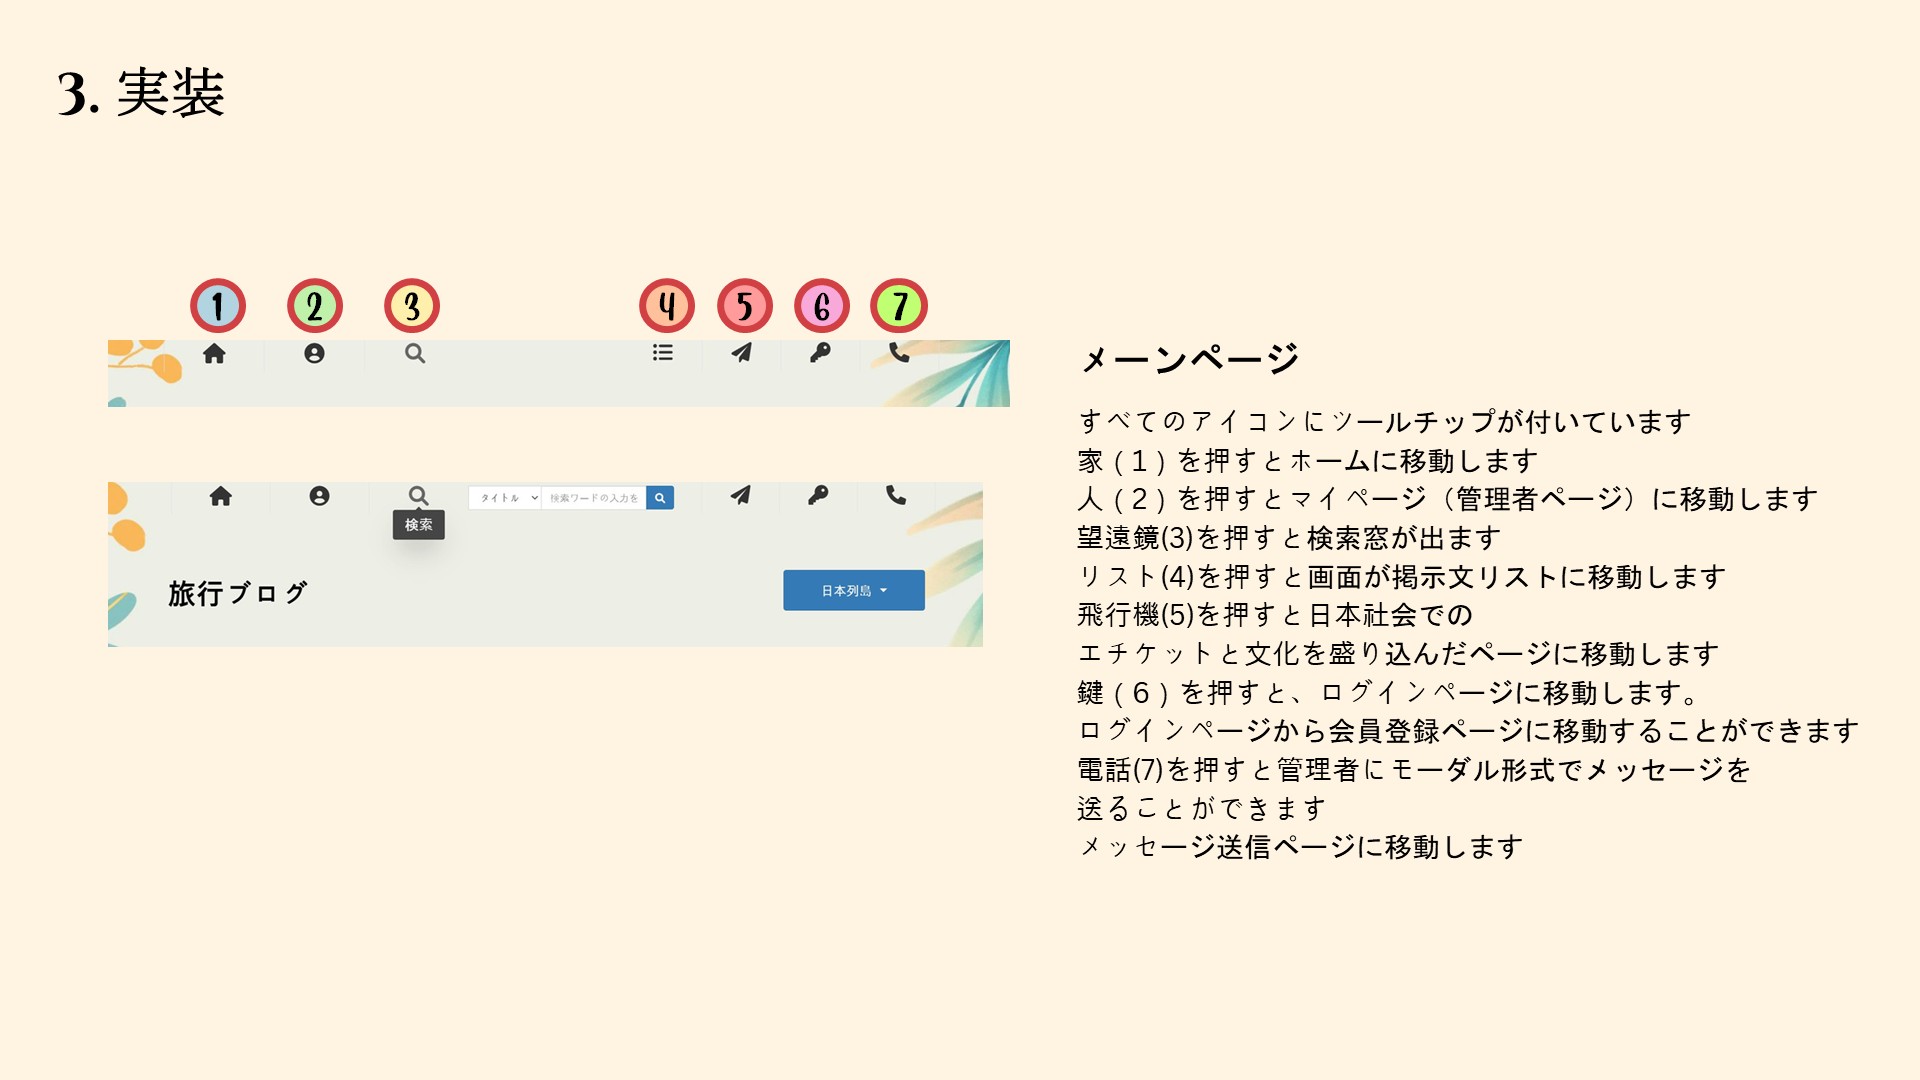 3. 実装
1 2 3 4 5 6 7
タイトル 検索ワードの入力を
検索
旅行ブログ
日本列島
メーンページ
すべてのアイコンにツールチップが付いています
家（1）を押すとホームに移動します
人（2）を押すとマイページ（管理者ページ）に移動します
望遠鏡(3)を押すと検索窓が出ます
リスト(4)を押すと画面が掲示文リストに移動します
飛行機(5)を押すと日本社会での
エチケットと文化を盛り込んだページに移動します
鍵（6）を押すと、ログインページに移動します。
ログインページから会員登録ページに移動することができます
電話(7)を押すと管理者にモーダル形式でメッセージを
送ることができます
メッセージ送信ページに移動します